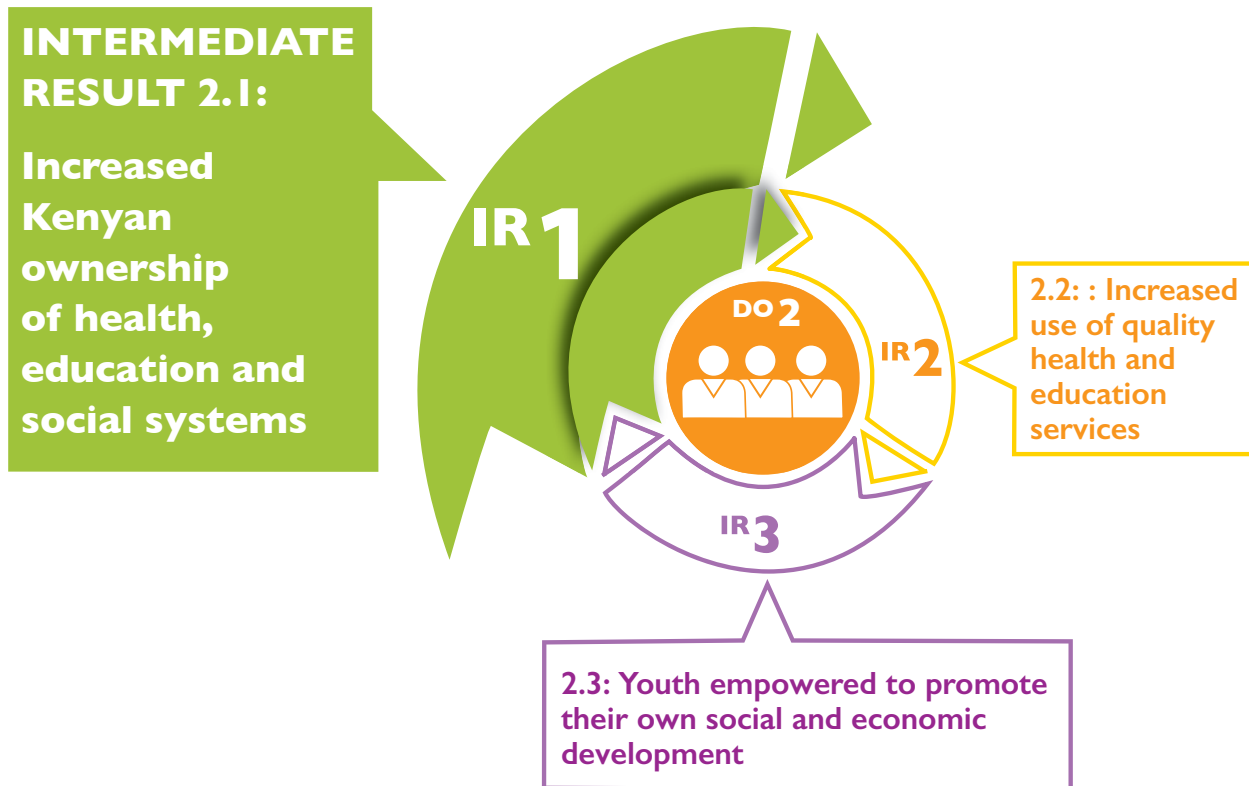 INTERMEDIATE
RESULT 2.1:
Increased
Kenyan
ownership
of health,
education and
social systems
IR 1
DO 2
IR 2
2.2: : Increased
use of quality
health and
education
services
IR 3
2.3: Youth empowered to promote
their own social and economic
development